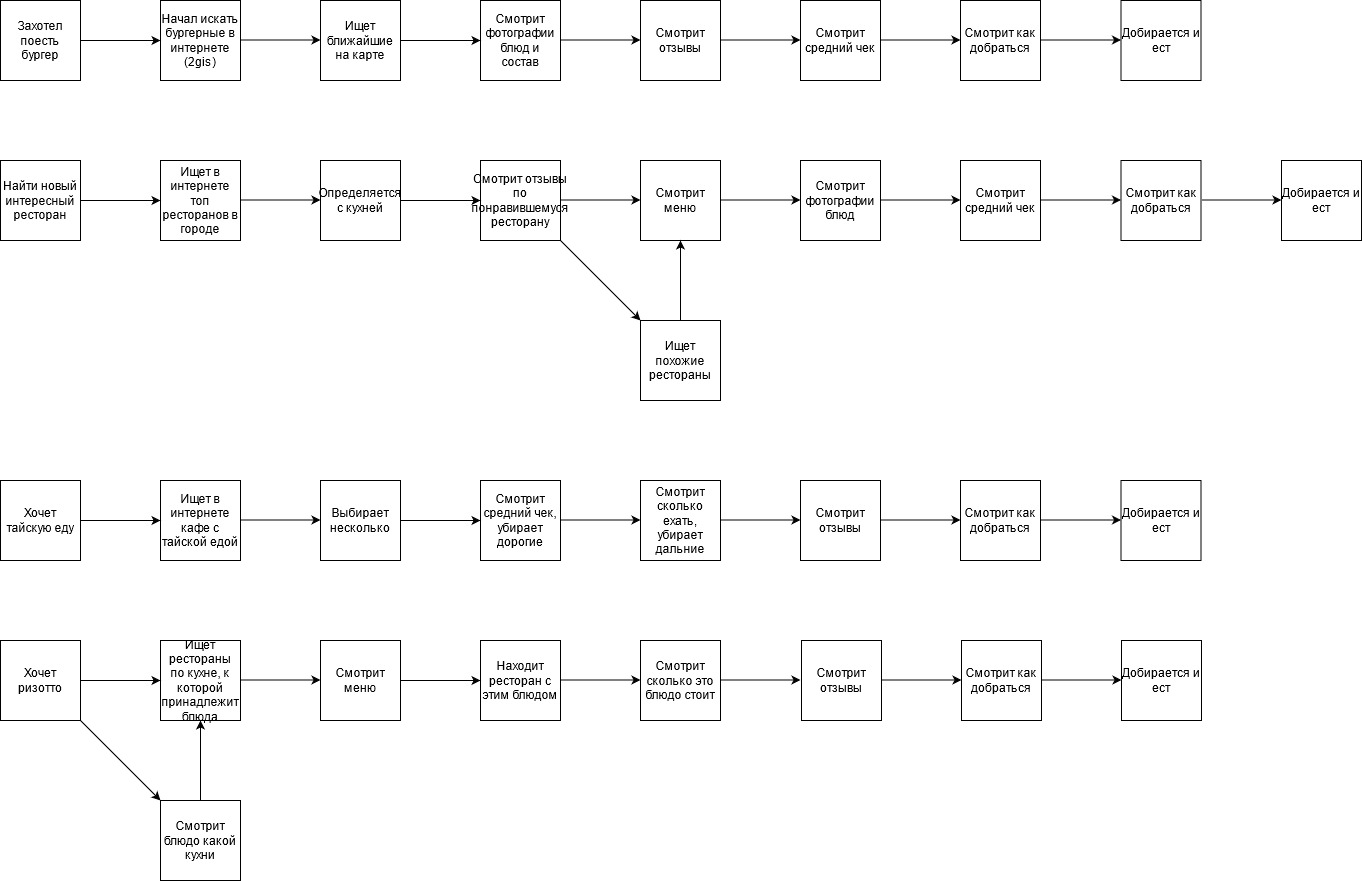 Захотел
поесть
бургер
Начал искать
бургерные в
интернете
(2gis)
Ищет
ближайшие
на карте
Смотрит
фотографии
блюд и
состав
Смотрит
отзывы
Смотрит
средний чек
Смотрит как
добраться
Добирается и
ест
Найти новый
интересный
ресторан
Ищет в
интернете
топ
ресторанов в
городе
Определяется
с кухней
Смотрит отзывы
по
понравившемуся
ресторану
Смотрит
меню
Смотрит
фотографии
блюд
Смотрит
средний чек
Смотрит как
добраться
Добирается и
ест
Ищет
похожие
рестораны
Хочет
тайскую еду
Ищет в
интернете
кафе с
тайской едой
Выбирает
несколько
Смотрит
средний чек,
убирает
дорогие
Смотрит
сколько
ехать,
убирает
дальние
Смотрит
отзывы
Смотрит как
добраться
Добирается и
ест
Хочет
ризотто
Ищет
рестораны
по кухне, к
которой
принадлежит
блюда
Смотрит
меню
Находит
ресторан с
этим блюдом
Смотрит
сколько это
блюдо стоит
Смотрит
отзывы
Смотрит как
добраться
Добирается и
ест
Смотрит
блюдо какой
кухни